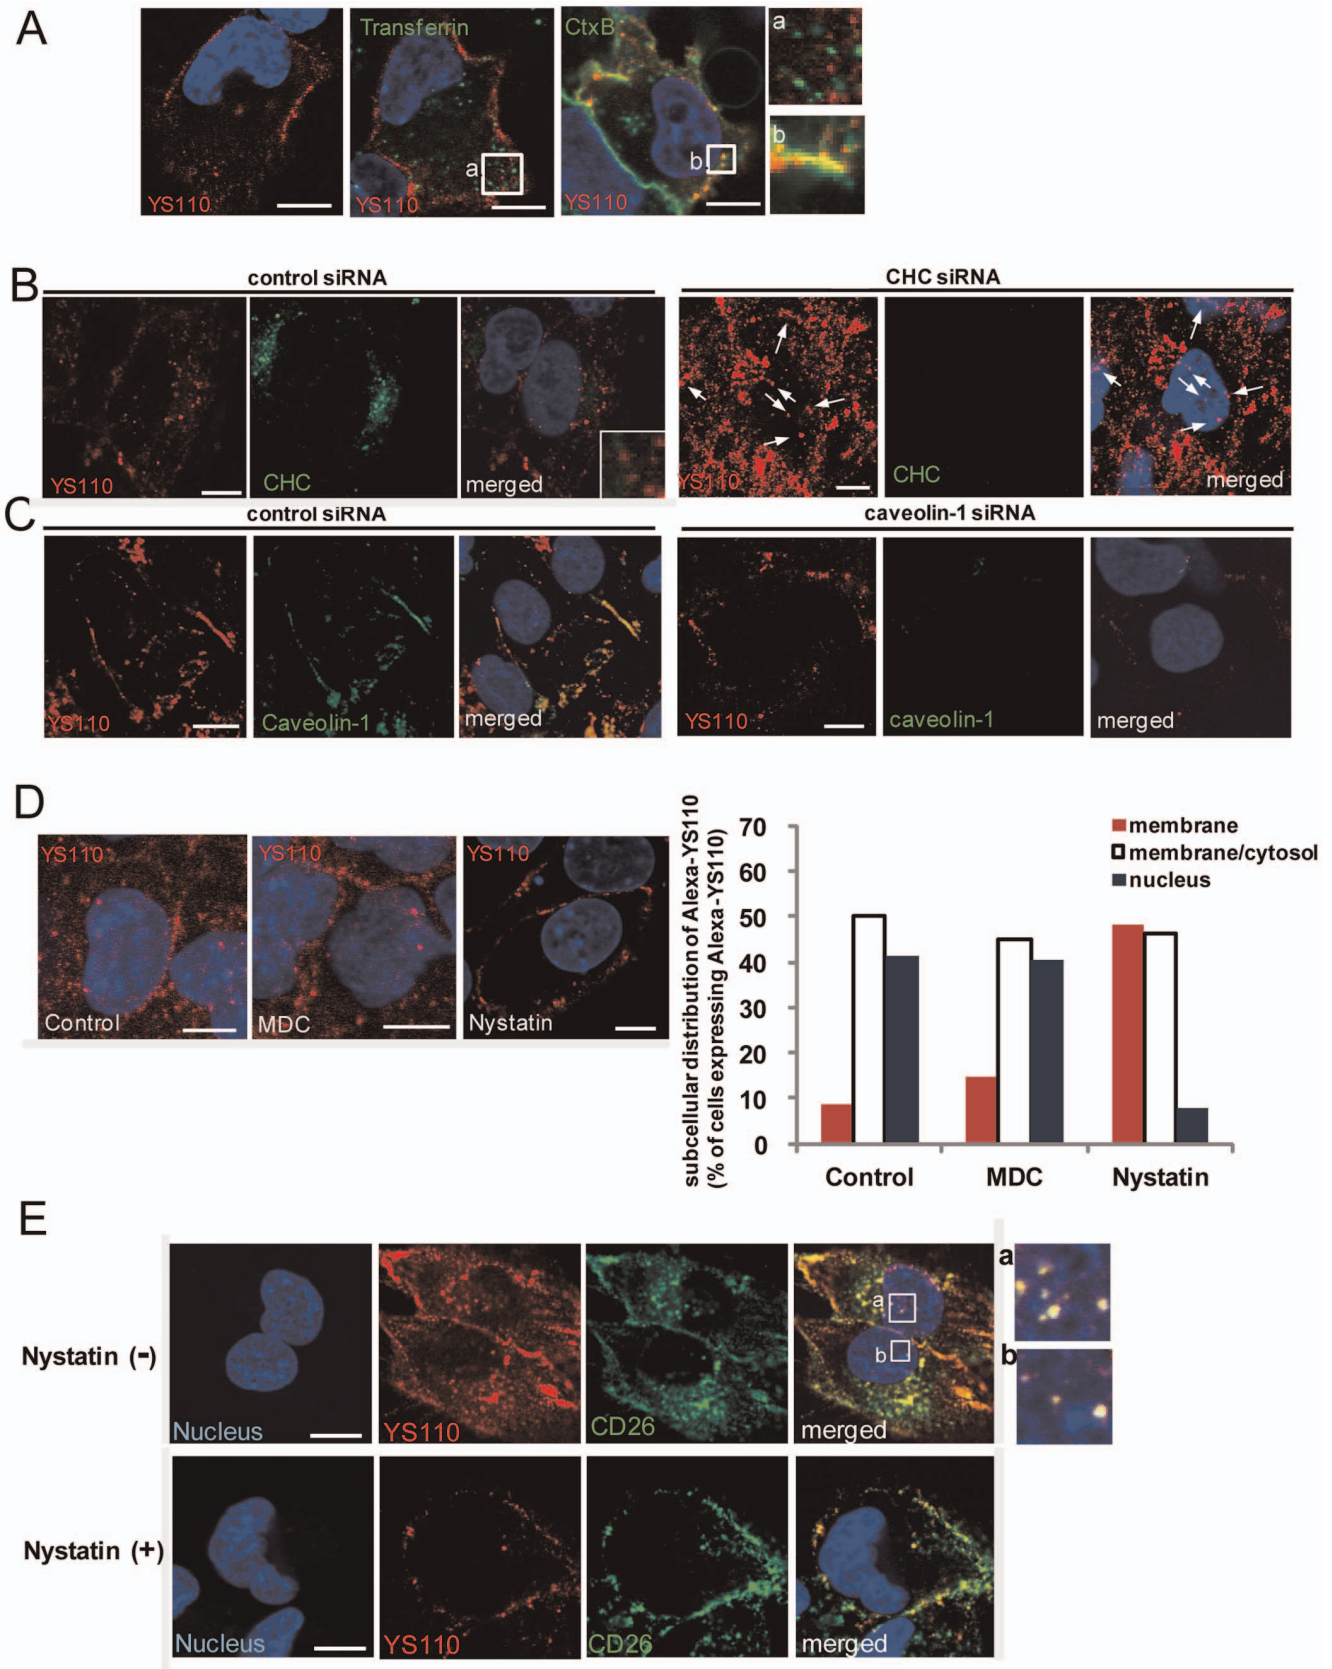 A
YS110
Transferrin
a
YS110
CtxB
b
YS110
a
b
B
control siRNA
CHC siRNA
YS110
CHC
merged
YS110
CHC
merged
C
control siRNA
caveolin-1 siRNA
YS110
Caveolin-1
merged
YS110
caveolin-1
merged
D
YS110
Control
YS110
MDC
YS110
Nystatin
subcellular distribution of Alexa-YS110
(% of cells expressing Alexa-YS110)
70
60
50
40
30
20
10
0
membrane
membrane/cytosol
nucleus
Control
MDC
Nystatin
E
Nystatin (-)
Nucleus
YS110
CD26
a
b
merged
a
b
Nystatin (+)
Nucleus
YS110
CD26
merged